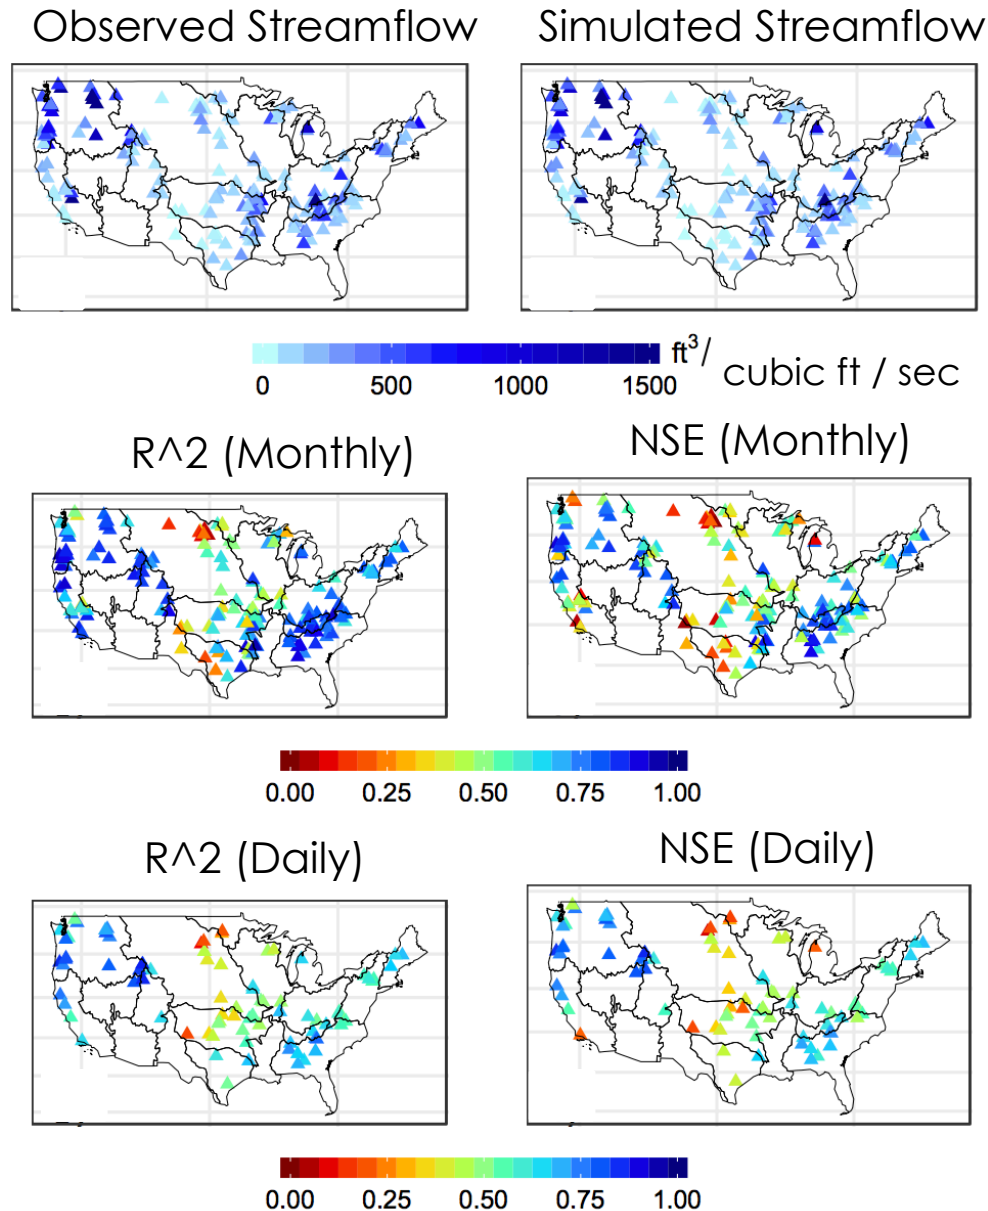 Observed Streamflow
Simulated Streamflow
0 500 1000 1500
ft³/
cubic ft / sec
R^2 (Monthly)
NSE (Monthly)
0.00 0.25 0.50 0.75 1.00
R^2 (Daily)
NSE (Daily)
0.00 0.25 0.50 0.75 1.00